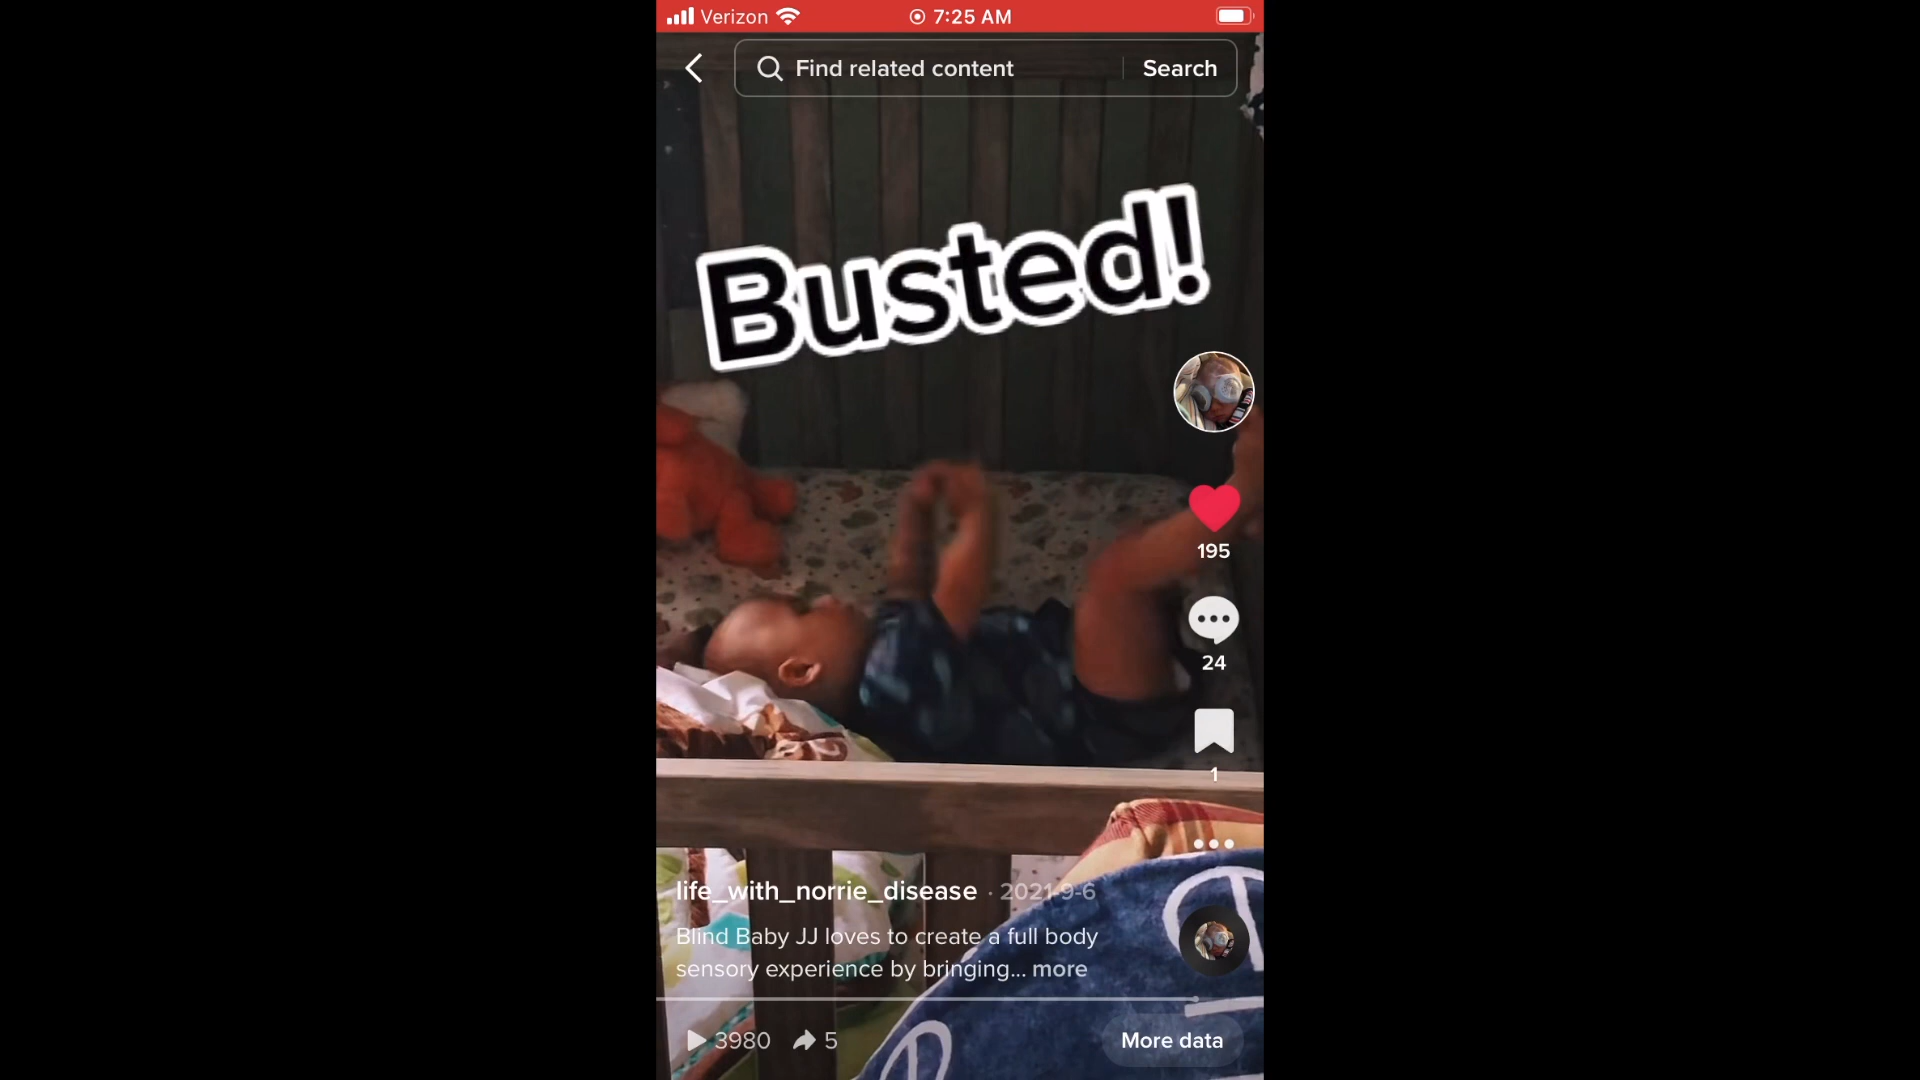 Verizon 7:25 AM
Find related content Search
Busted!
195
24
1
life_with_norrie_disease · 2021-9-6
Blind Baby JJ loves to create a full body
sensory experience by bringing... more
3980 5 More data